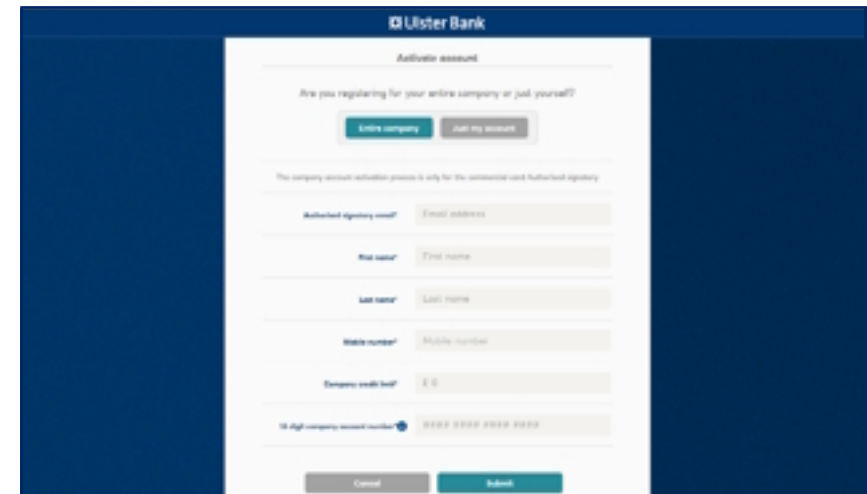 Ulster Bank
Activate account
Are you registering for your entire company or just yourself?
Entire company Just my account
The company account activation process is only for the commercial card Authorised signatory
Authorised signatory email* Email address
First name* First name
Last name* Last name
Mobile number* Mobile number
Company credit limit* £ 0
16 digit company account number* #### #### #### ####
Cancel Submit